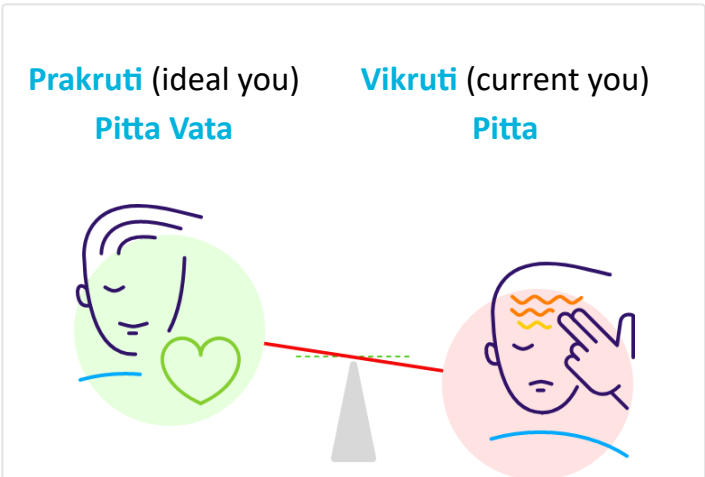 Prakruti (ideal you)
Pitta Vata
Vikruti (current you)
Pitta